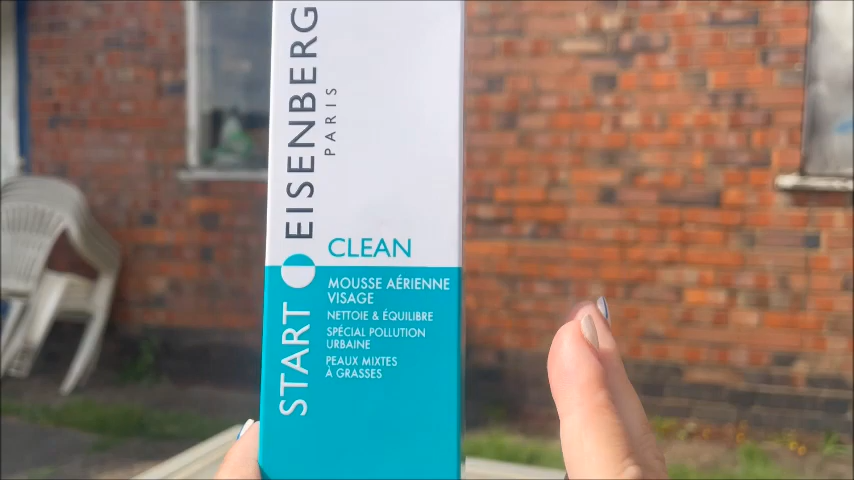 EISENBERG
PARIS
START
CLEAN
MOUSSE AÉRIENNE
VISAGE
NETTOIE & ÉQUILIBRE
SPÉCIAL POLLUTION
URBAINE
PEAUX MIXTES
À GRASSES